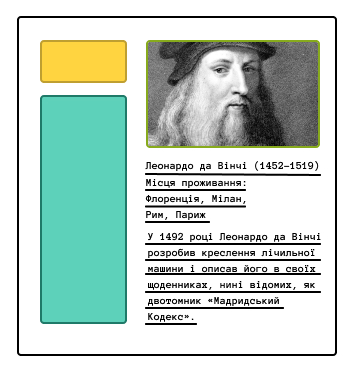 Леонардо да Вінчі (1452–1519)
Місця проживання:
Флоренція, Мілан,
Рим, Париж
У 1492 році Леонардо да Вінчі
розробив креслення лічильної
машини і описав його в своїх
щоденниках, нині відомих, як
двотомник «Мадридський
Кодекс».